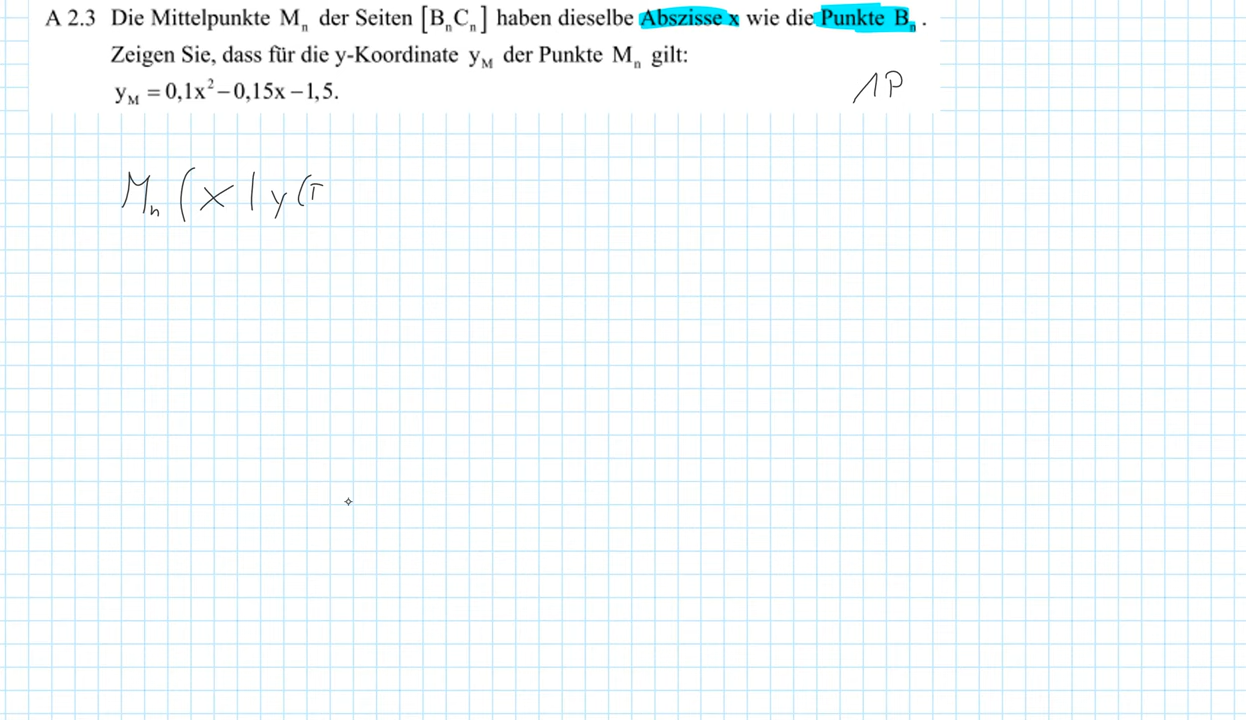 A 2.3 Die Mittelpunkte Mₙ der Seiten [BₙCₙ] haben dieselbe Abszisse x wie die Punkte Bₙ .
Zeigen Sie, dass für die y-Koordinate y_M der Punkte Mₙ gilt:
y_M = 0,1x² – 0,15x – 1,5.
1P
Mₙ (x | y(